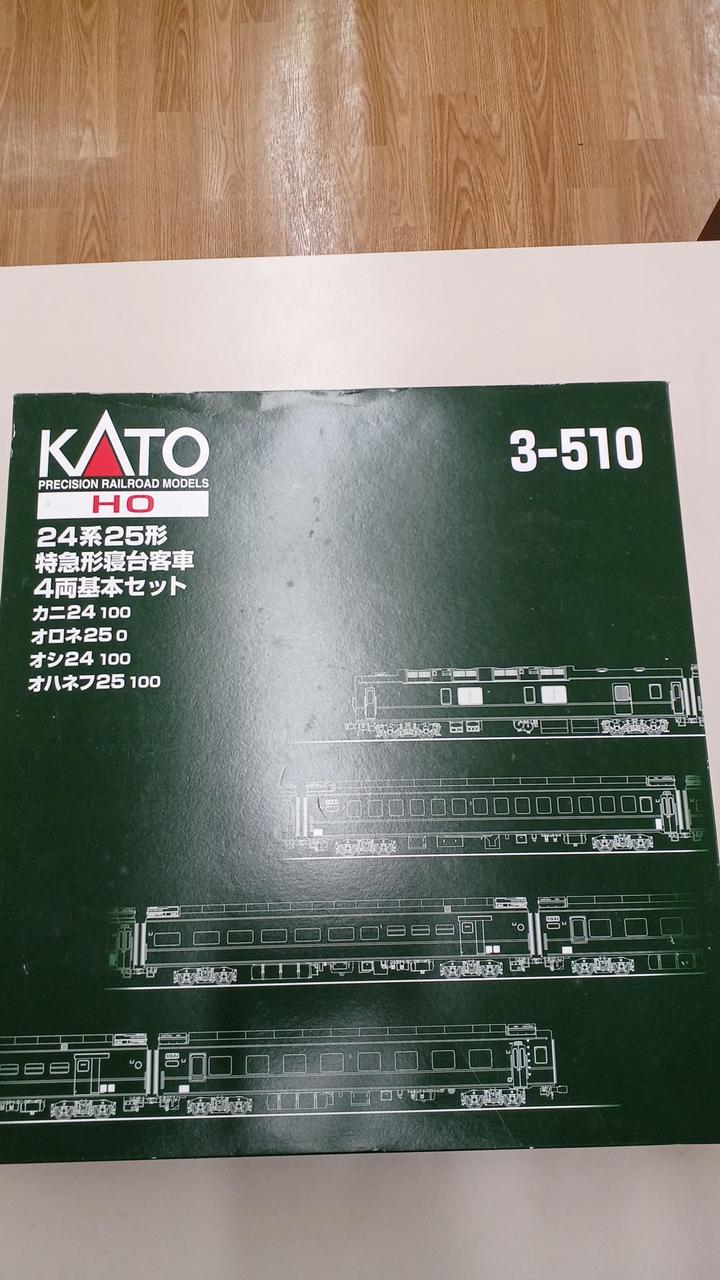 KATO
PRECISION RAILROAD MODELS
HO
3-510
24系25形
特急形寝台客車
4両基本セット
カニ24 100
オロネ25 0
オシ24 100
オハネフ25 100